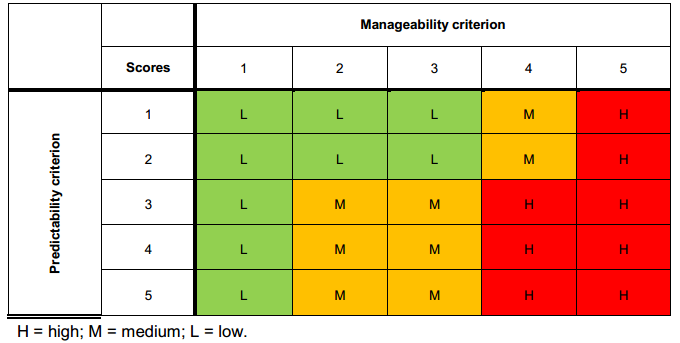 Manageability criterion
Scores 1 2 3 4 5
Predictability criterion
1 L L L M H
2 L L L M H
3 L M M H H
4 L M M H H
5 L M M H H
H = high; M = medium; L = low.